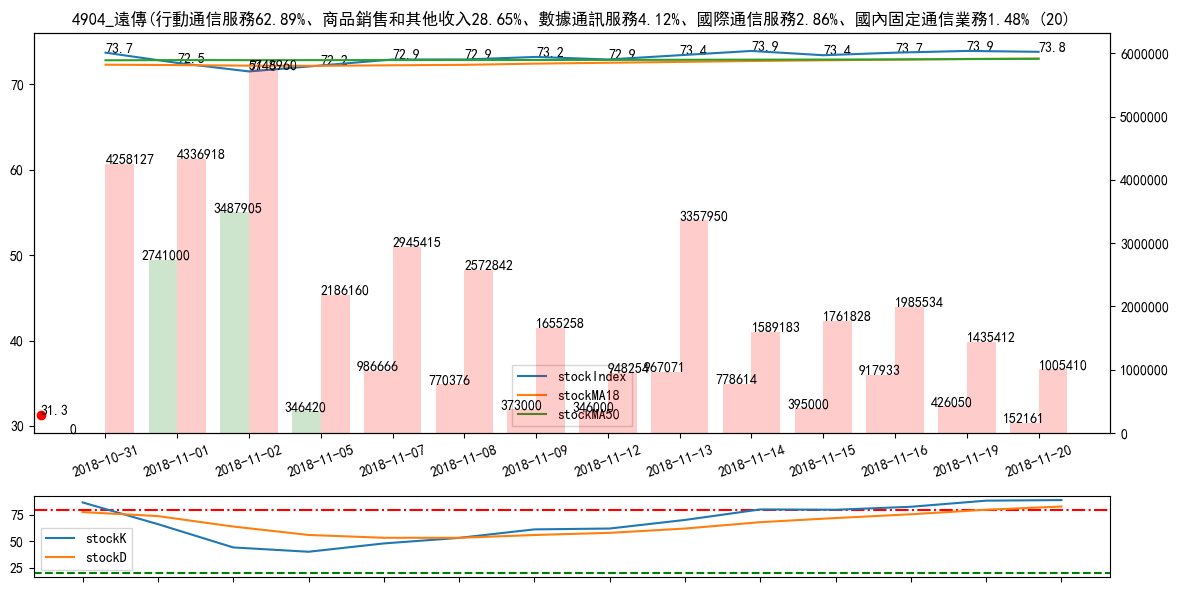 4904_遠傳(行動通信服務62.89%、商品銷售和其他收入28.65%、數據通訊服務4.12%、國際通信服務2.86%、國內固定通信業務1.48% (20)
73.7 72.5 72.2 72.9 72.9 73.2 72.9 73.4 73.9 73.4 73.7 73.9 73.8
70 60 50 40 30
6000000 5000000 4000000 3000000 2000000 1000000 0
4258127 4336918 5748960 2186160 2945415 2572842 1655258 948254 3357950 1589183 1761828 1985534 1435412 1005410
0 2741000 3487905 346420 986666 770376 373000 346000 967071 778614 395000 917933 426050 152161
31.3
stockIndex
stockMA18
stockMA50
2018-10-31 2018-11-01 2018-11-02 2018-11-05 2018-11-07 2018-11-08 2018-11-09 2018-11-12 2018-11-13 2018-11-14 2018-11-15 2018-11-16 2018-11-19 2018-11-20
75 50 25
stockK
stockD